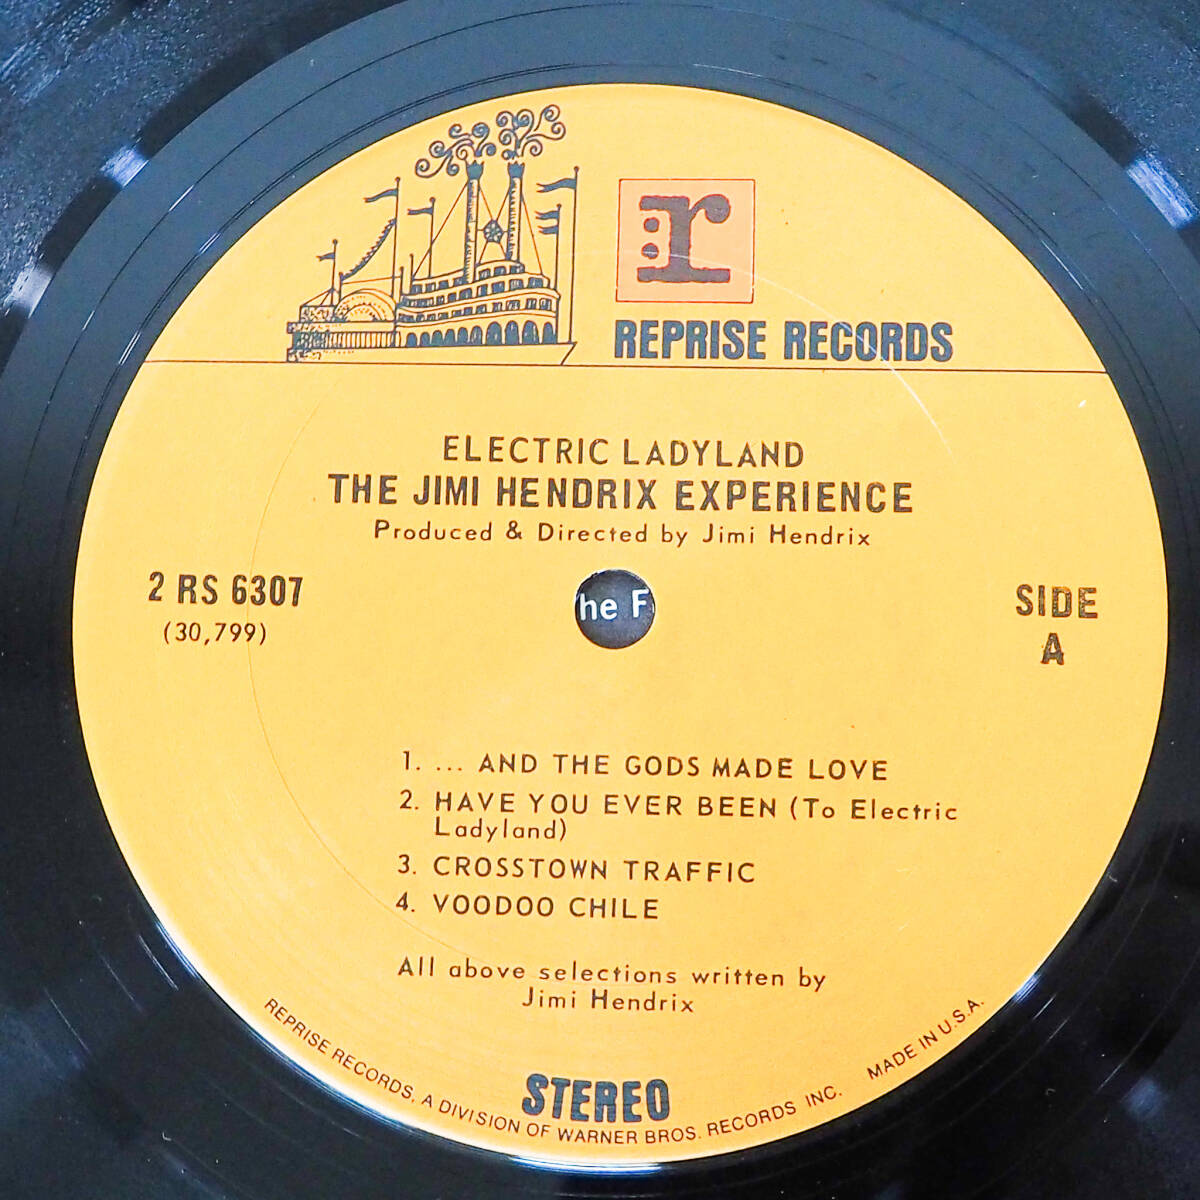 r
REPRISE RECORDS
ELECTRIC LADYLAND
THE JIMI HENDRIX EXPERIENCE
Produced & Directed by Jimi Hendrix
2 RS 6307
(30,799)
he F
SIDE
A
1. ... AND THE GODS MADE LOVE
2. HAVE YOU EVER BEEN (To Electric
Ladyland)
3. CROSSTOWN TRAFFIC
4. VOODOO CHILE
All above selections written by
Jimi Hendrix
STEREO
REPRISE RECORDS, A DIVISION OF WARNER BROS. RECORDS INC. MADE IN U.S.A.